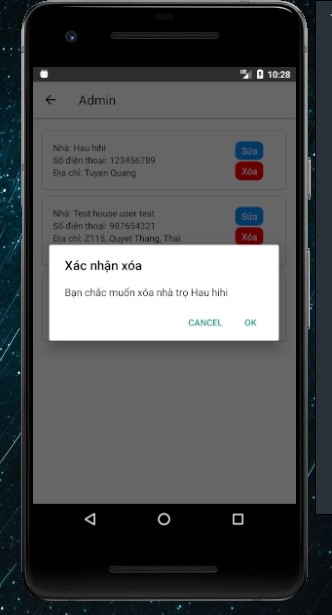 10:28
Admin
Nhà: Hau hihi
Số điện thoại: 123456789
Địa chỉ: Tuyen Quang
Sửa
Xóa
Nhà: Test house user test
Số điện thoại: 987654321
Địa chỉ: Z115, Quyet Thang, Thai
Sửa
Xóa
Xác nhận xóa
Bạn chắc muốn xóa nhà trọ Hau hihi
CANCEL OK